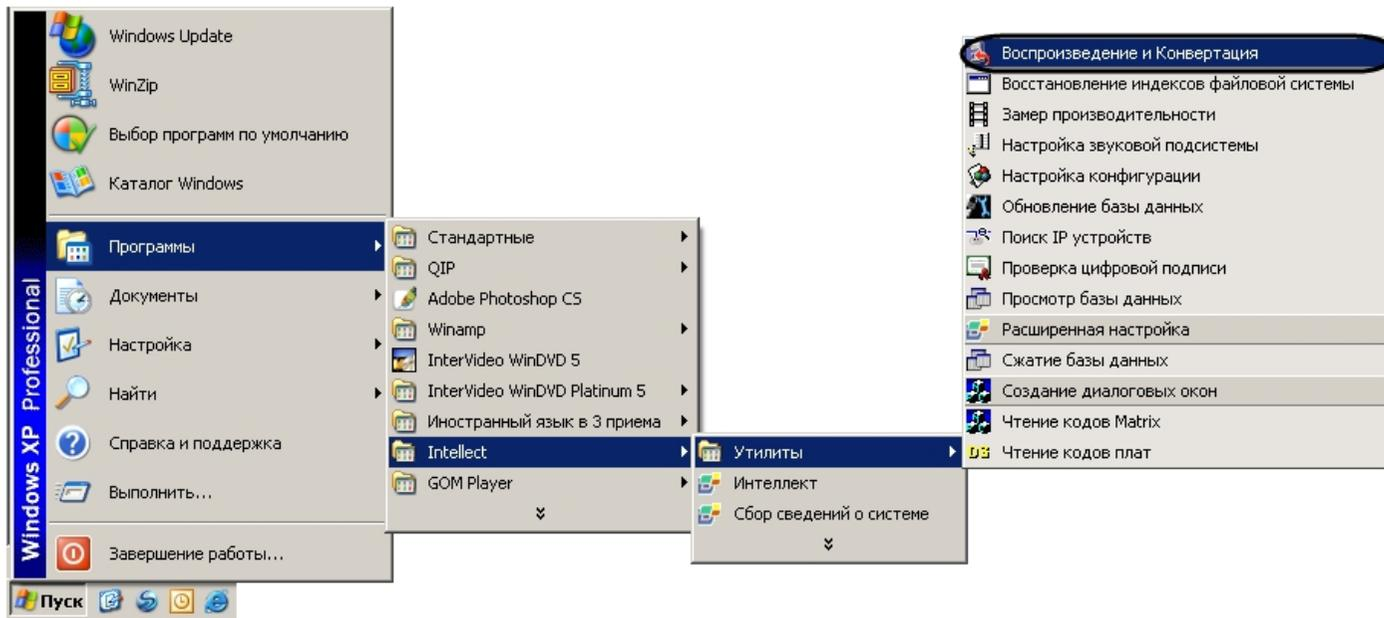 Windows XP Professional
Windows Update
WinZip
Выбор программ по умолчанию
Каталог Windows
Программы
Документы
Настройка
Найти
Справка и поддержка
Выполнить...
Завершение работы...
Пуск
Стандартные
QIP
Adobe Photoshop CS
Winamp
InterVideo WinDVD 5
InterVideo WinDVD Platinum 5
Иностранный язык в 3 приема
Intellect
GOM Player
Утилиты
Интеллект
Сбор сведений о системе
Воспроизведение и Конвертация
Восстановление индексов файловой системы
Замер производительности
Настройка звуковой подсистемы
Настройка конфигурации
Обновление базы данных
Поиск IP устройств
Проверка цифровой подписи
Просмотр базы данных
Расширенная настройка
Сжатие базы данных
Создание диалоговых окон
Чтение кодов Matrix
DS Чтение кодов плат